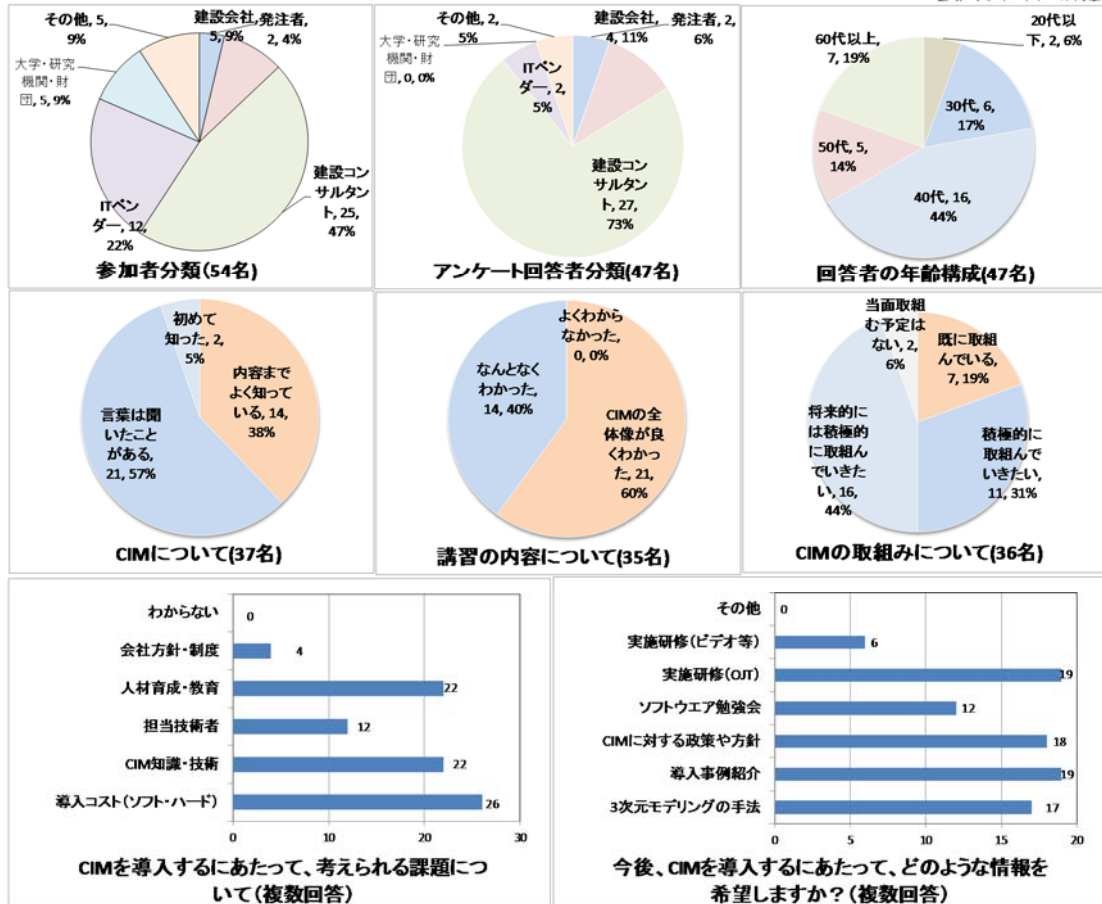 その他, 5,
9%
建設会社,
5, 9%
発注者,
2, 4%
大学・研究
機関・財
団, 5, 9%
ITベン
ダー, 12,
22%
建設コン
サルタン
ト, 25,
47%
参加者分類(54名)
その他, 2,
5%
建設会社,
4, 11%
発注者, 2,
6%
大学・研究
機関・財
団, 0, 0%
ITベン
ダー, 2,
5%
建設コン
サルタン
ト, 27,
73%
アンケート回答者分類(47名)
20代以
下, 2, 6%
60代以上,
7, 19%
30代, 6,
17%
50代, 5,
14%
40代, 16,
44%
回答者の年齢構成(47名)
初めて
知った, 2,
5%
内容まで
よく知って
いる, 14,
38%
言葉は聞
いたこと
がある,
21, 57%
CIMについて(37名)
よくわから
なかった,
0, 0%
なんとなく
わかった,
14, 40%
CIMの全
体像が良
くわかっ
た, 21,
60%
講習の内容について(35名)
当面取組
む予定は
ない, 2,
6%
既に取組
んでいる,
7, 19%
将来的に
は積極的
に取組ん
でいきた
い, 16,
44%
積極的に
取組んで
いきたい,
11, 31%
CIMの取組みについて(36名)
わからない
0
会社方針・制度
4
人材育成・教育
22
担当技術者
12
CIM知識・技術
22
導入コスト(ソフト・ハード)
26
0 10 20 30
CIMを導入するにあたって、考えられる課題につ
いて(複数回答)
その他
0
実施研修(ビデオ等)
6
実施研修(OJT)
19
ソフトウエア勉強会
12
CIMに対する政策や方針
18
導入事例紹介
19
3次元モデリングの手法
17
0 5 10 15 20
今後、CIMを導入するにあたって、どのような情報を
希望しますか?(複数回答)